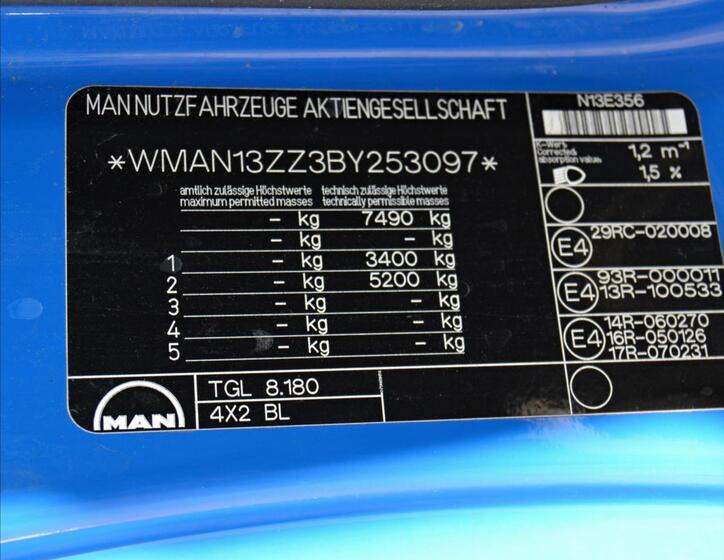 MAN NUTZFAHRZEUGE AKTIENGESELLSCHAFT
*WMAN13ZZ3BY253097*
amtlich zulässige Höchstwerte technisch zulässige Höchstwerte
maximum permitted masses technically permissible masses
- kg 7490 kg
- kg - kg
1 - kg 3400 kg
2 - kg 5200 kg
3 - kg - kg
4 - kg - kg
5 - kg - kg
MAN
TGL 8.180
4X2 BL
N13E356
K-Wert
Corrected
absorption value
1,2 m⁻¹
1,5 %
E4 29RC-020008
E4 93R-000011
13R-100533
E4 14R-060270
16R-050126
17R-070231